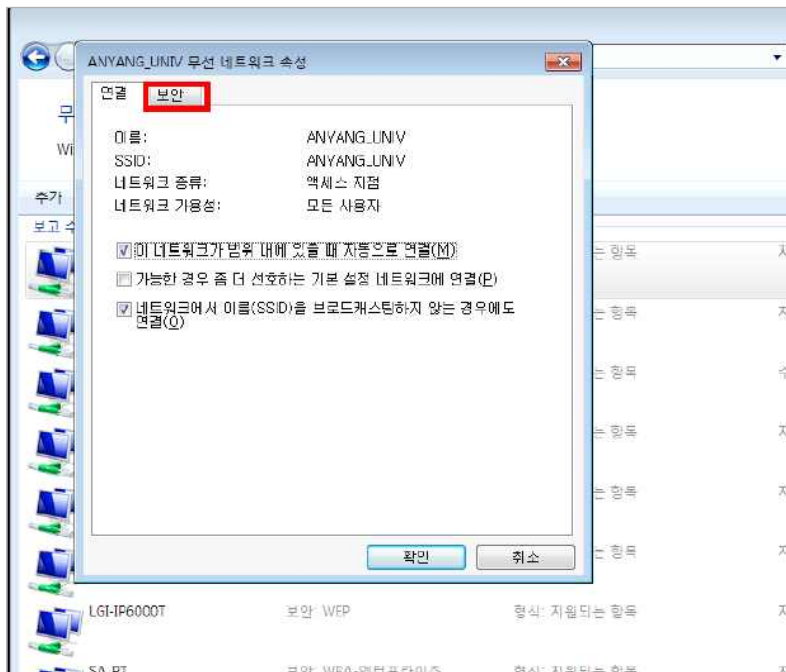 ANYANG_UNIV 무선 네트워크 속성
연결 보안
이름: ANYANG_UNIV
SSID: ANYANG_UNIV
네트워크 종류: 액세스 지점
네트워크 가용성: 모든 사용자
이 네트워크가 범위 내에 있을 때 자동으로 연결(M)
가능한 경우 좀 더 선호하는 기본 설정 네트워크에 연결(P)
네트워크에서 이름(SSID)을 브로드캐스팅하지 않는 경우에도
연결(O)
확인 취소
추가
보고
는 항목
는 항목
는 항목
는 항목
는 항목
는 항목
LGI-IP6000T 보안: WEP 형식: 지원되는 항목